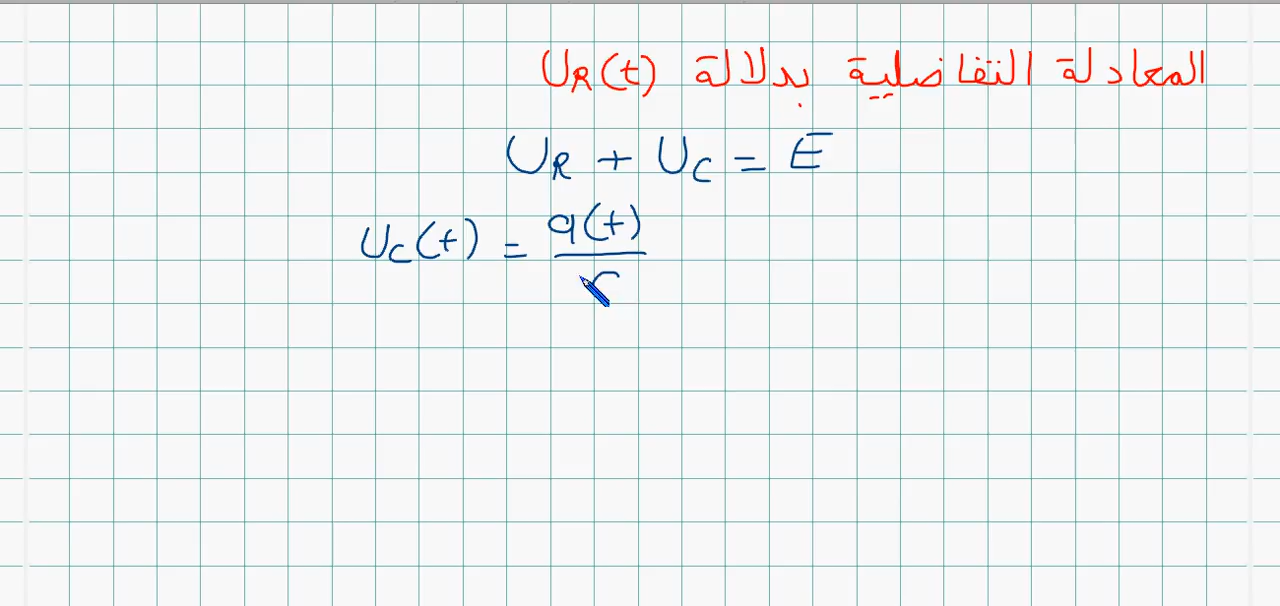 المعادلة التفاضلية بدلالة UR(t)
UR + UC = E
UC(t) = q(t)/